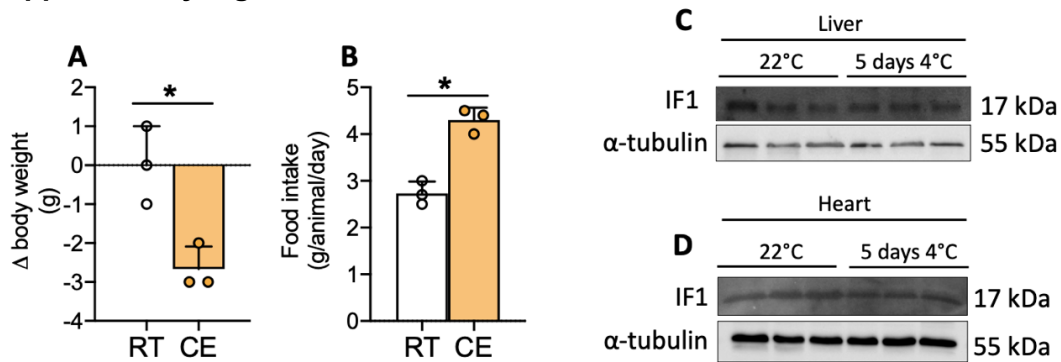 A
Δ body weight
(g)
2
1
0
-1
-2
-3
-4
*
RT CE
B
Food intake
(g/animal/day)
5
4
3
2
1
0
*
RT CE
C
Liver
22°C 5 days 4°C
IF1 17 kDa
α-tubulin 55 kDa
D
Heart
22°C 5 days 4°C
IF1 17 kDa
α-tubulin 55 kDa